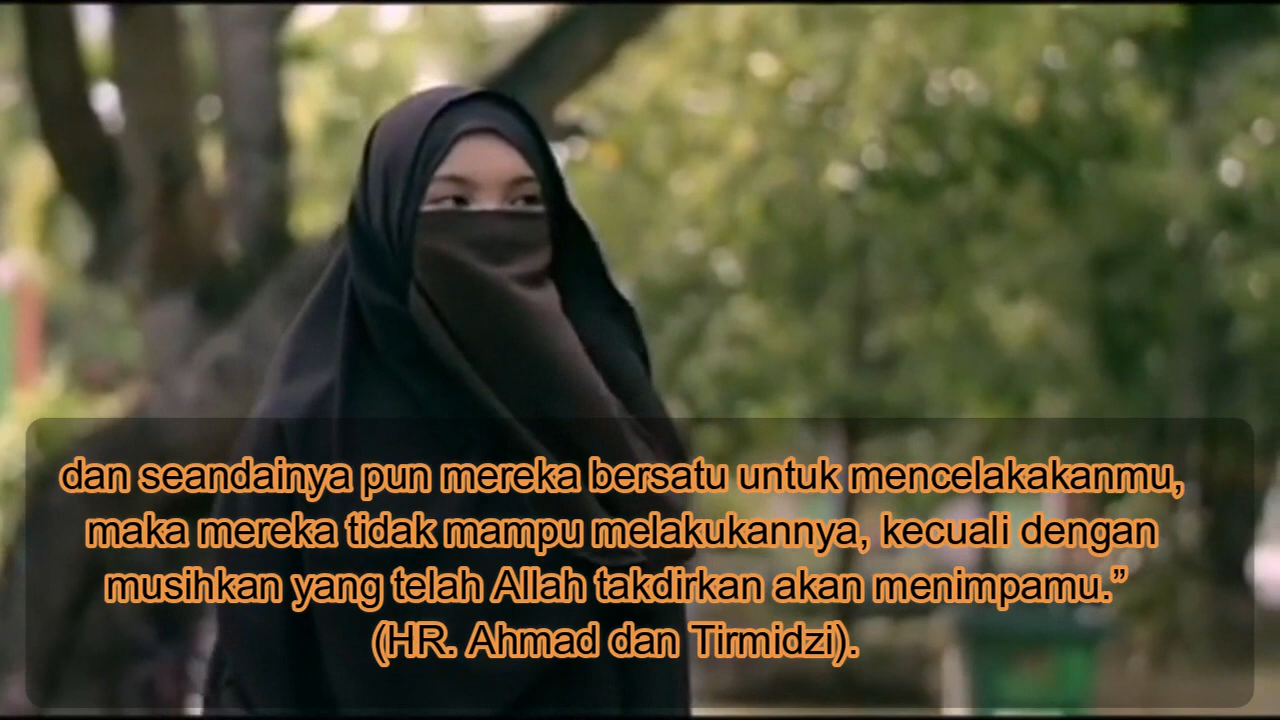 dan seandainya pun mereka bersatu untuk mencelakakanmu,
maka mereka tidak mampu melakukannya, kecuali dengan
musihkan yang telah Allah takdirkan akan menimpamu.”
(HR. Ahmad dan Tirmidzi).